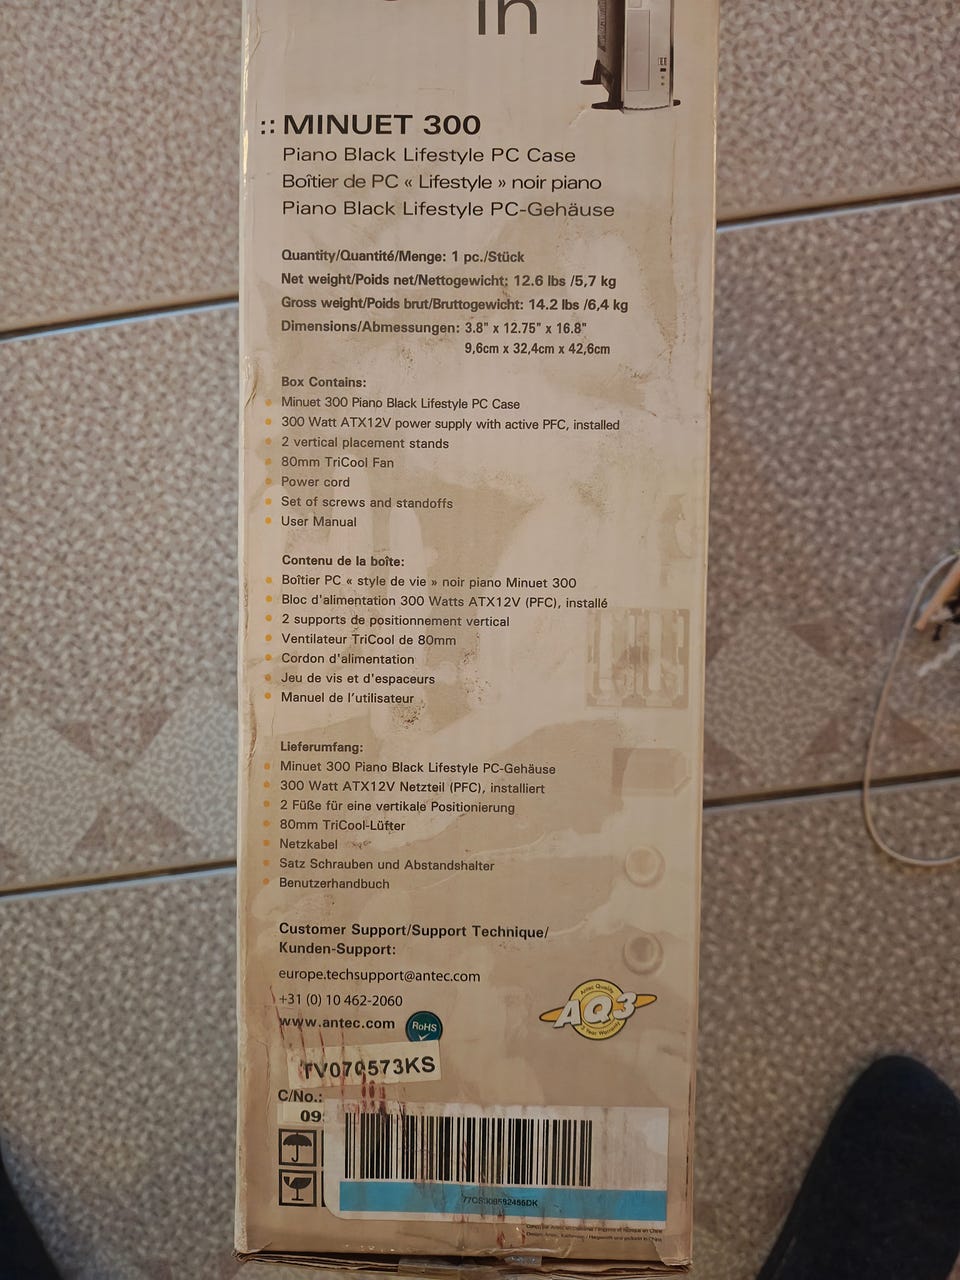 in
:: MINUET 300
Piano Black Lifestyle PC Case
Boîtier de PC « Lifestyle » noir piano
Piano Black Lifestyle PC-Gehäuse
Quantity/Quantité/Menge: 1 pc./Stück
Net weight/Poids net/Nettogewicht: 12.6 lbs /5,7 kg
Gross weight/Poids brut/Bruttogewicht: 14.2 lbs /6,4 kg
Dimensions/Abmessungen: 3.8" x 12.75" x 16.8"
9,6cm x 32,4cm x 42,6cm
Box Contains:
Minuet 300 Piano Black Lifestyle PC Case
300 Watt ATX12V power supply with active PFC, installed
2 vertical placement stands
80mm TriCool Fan
Power cord
Set of screws and standoffs
User Manual
Contenu de la boîte:
Boîtier PC « style de vie » noir piano Minuet 300
Bloc d'alimentation 300 Watts ATX12V (PFC), installé
2 supports de positionnement vertical
Ventilateur TriCool de 80mm
Cordon d'alimentation
Jeu de vis et d'espaceurs
Manuel de l'utilisateur
Lieferumfang:
Minuet 300 Piano Black Lifestyle PC-Gehäuse
300 Watt ATX12V Netzteil (PFC), installiert
2 Füße für eine vertikale Positionierung
80mm TriCool-Lüfter
Netzkabel
Satz Schrauben und Abstandshalter
Benutzerhandbuch
Customer Support/Support Technique/
Kunden-Support:
europe.techsupport@antec.com
+31 (0) 10 462-2060
www.antec.com
RoHS
Antec Quality
AQ3
3 Year Warranty
TV070573KS
C/No.:
09